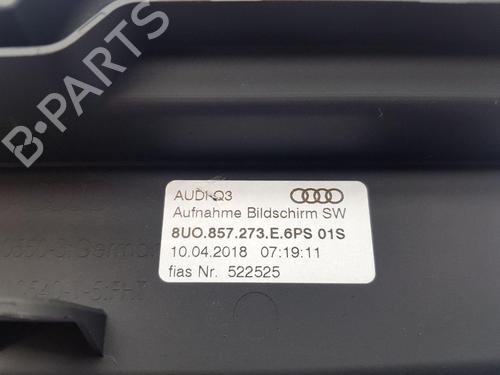 B-PARTS
AUDI-Q3
Aufnahme Bildschirm SW
8UO.857.273.E.6PS 01S
10.04.2018 07:19:11
fias Nr. 522525